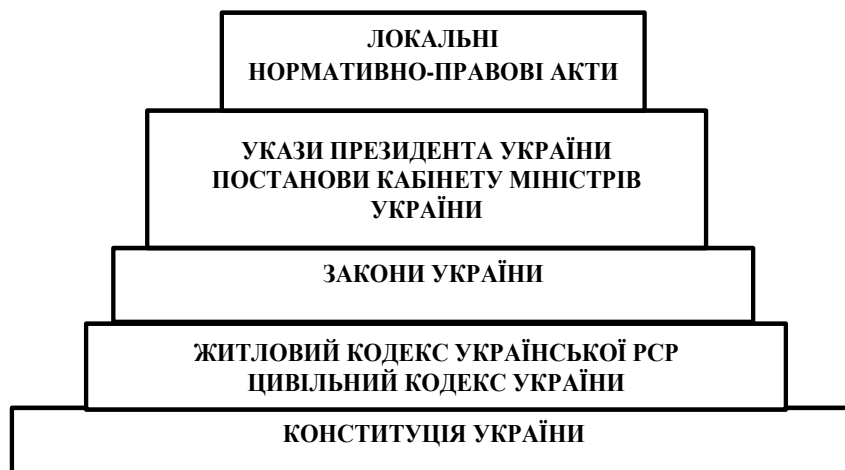 ЛОКАЛЬНІ
НОРМАТИВНО-ПРАВОВІ АКТИ
УКАЗИ ПРЕЗИДЕНТА УКРАЇНИ
ПОСТАНОВИ КАБІНЕТУ МІНІСТРІВ
УКРАЇНИ
ЗАКОНИ УКРАЇНИ
ЖИТЛОВИЙ КОДЕКС УКРАЇНСЬКОЇ РСР
ЦИВІЛЬНИЙ КОДЕКС УКРАЇНИ
КОНСТИТУЦІЯ УКРАЇНИ